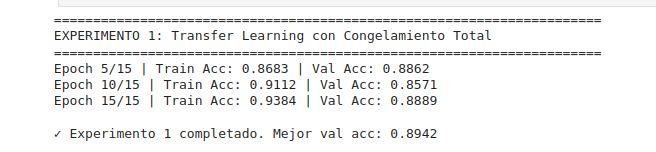 ======================================================================
EXPERIMENTO 1: Transfer Learning con Congelamiento Total
======================================================================
Epoch 5/15 | Train Acc: 0.8683 | Val Acc: 0.8862
Epoch 10/15 | Train Acc: 0.9112 | Val Acc: 0.8571
Epoch 15/15 | Train Acc: 0.9384 | Val Acc: 0.8889
✓ Experimento 1 completado. Mejor val acc: 0.8942